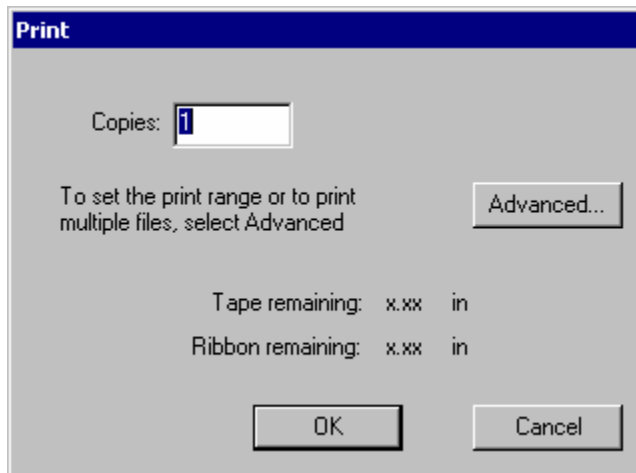 Print
Copies: 1
To set the print range or to print
multiple files, select Advanced
Advanced...
Tape remaining: x.xx in
Ribbon remaining: x.xx in
OK Cancel